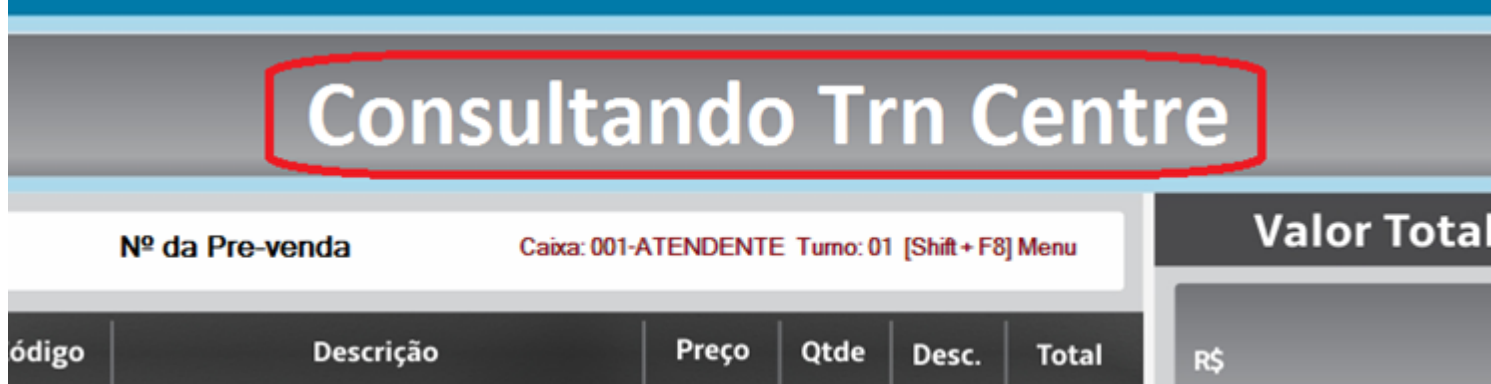 Consultando Trn Centre
Nº da Pre-venda Caixa: 001-ATENDENTE Turno: 01 [Shift + F8] Menu
Valor Total
ódigo Descrição Preço Qtde Desc. Total
R$